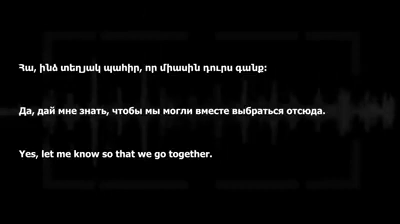 Հա, ինձ տեղյակ պահիր, որ միասին դուրս գանք:
Да, дай мне знать, чтобы мы могли вместе выбраться отсюда.
Yes, let me know so that we go together.